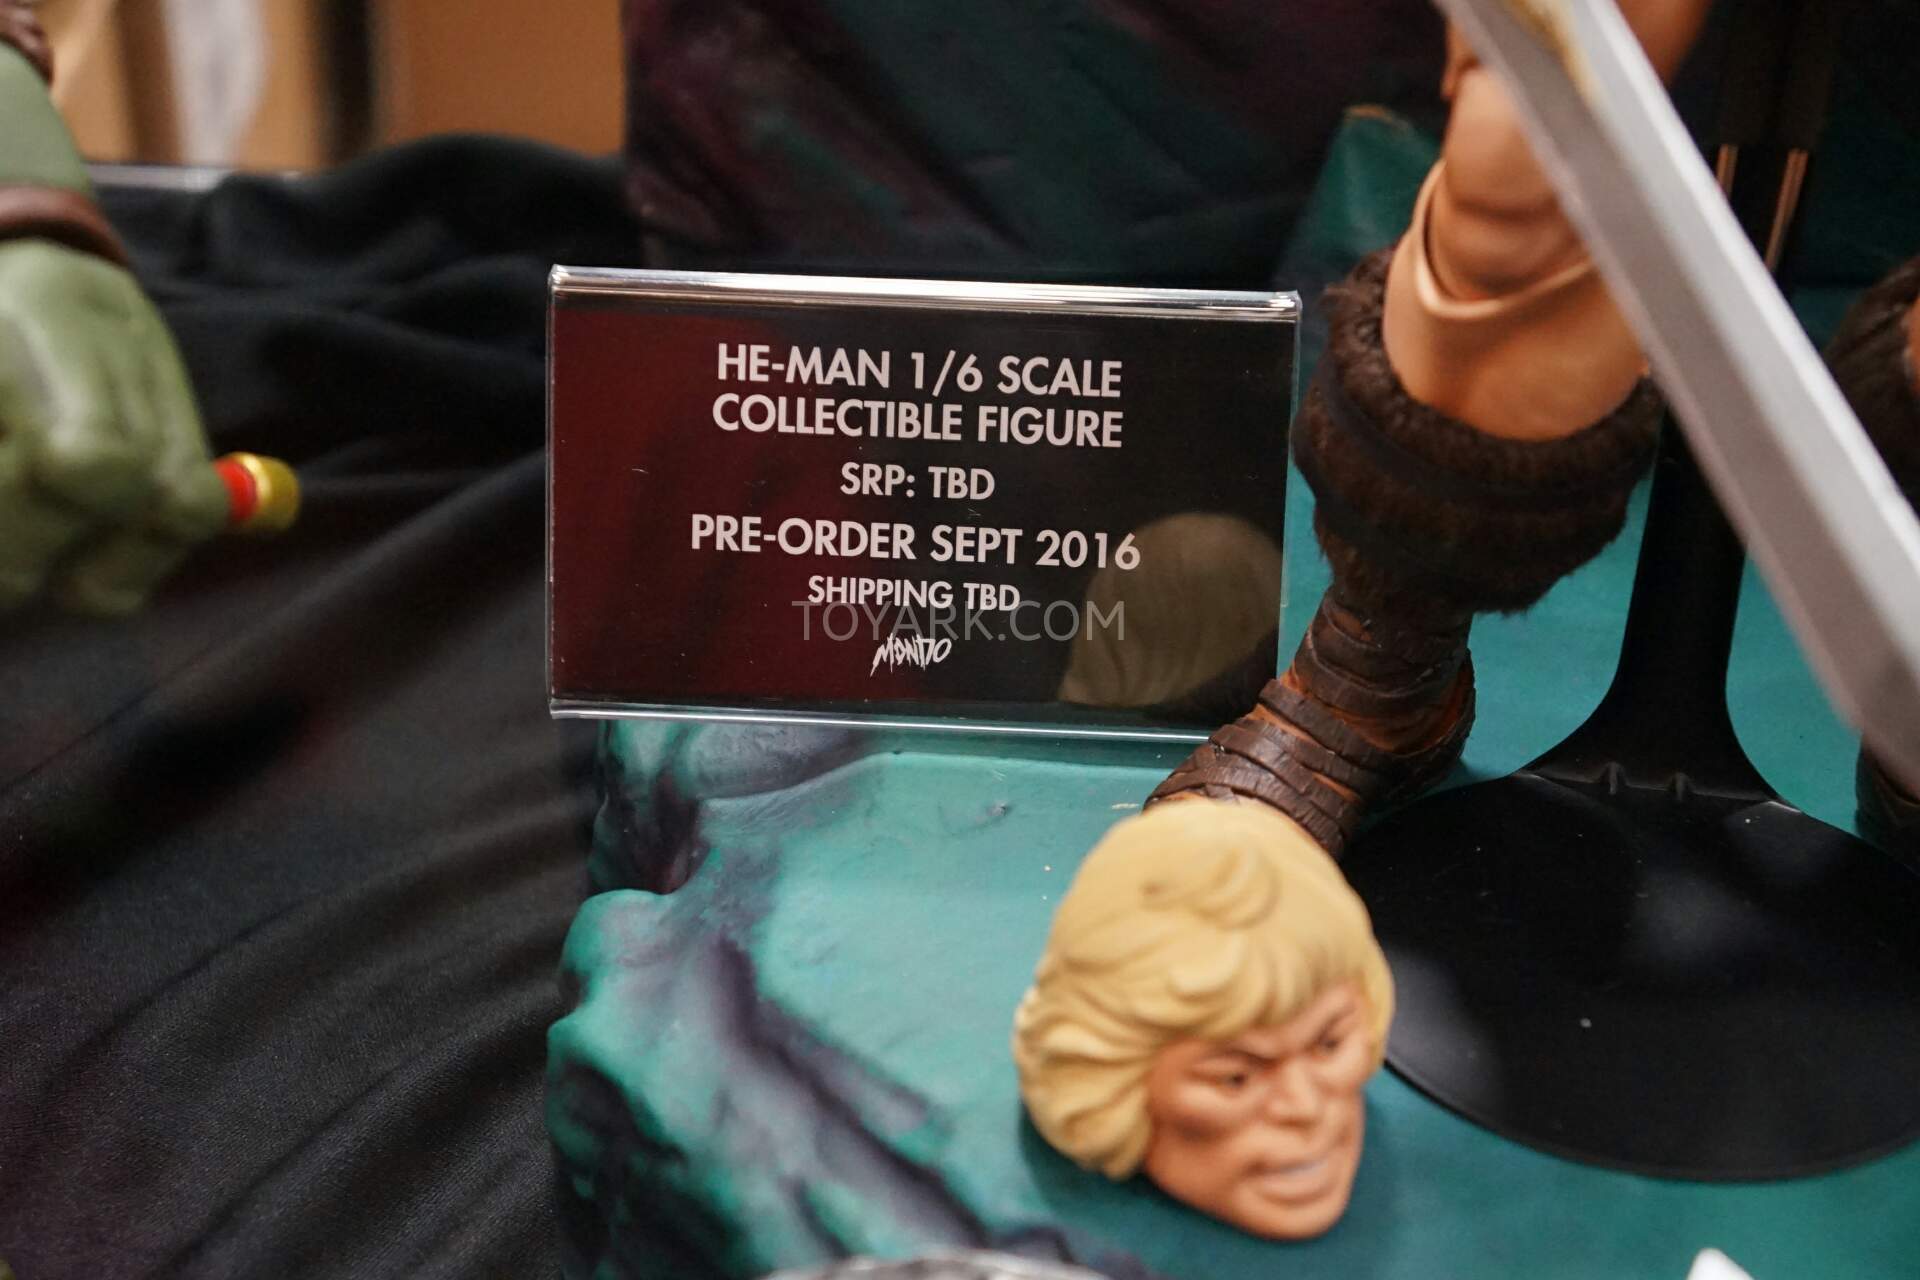 HE-MAN 1/6 SCALE
COLLECTIBLE FIGURE
SRP: TBD
PRE-ORDER SEPT 2016
SHIPPING TBD
TOYARK.COM
MONDO